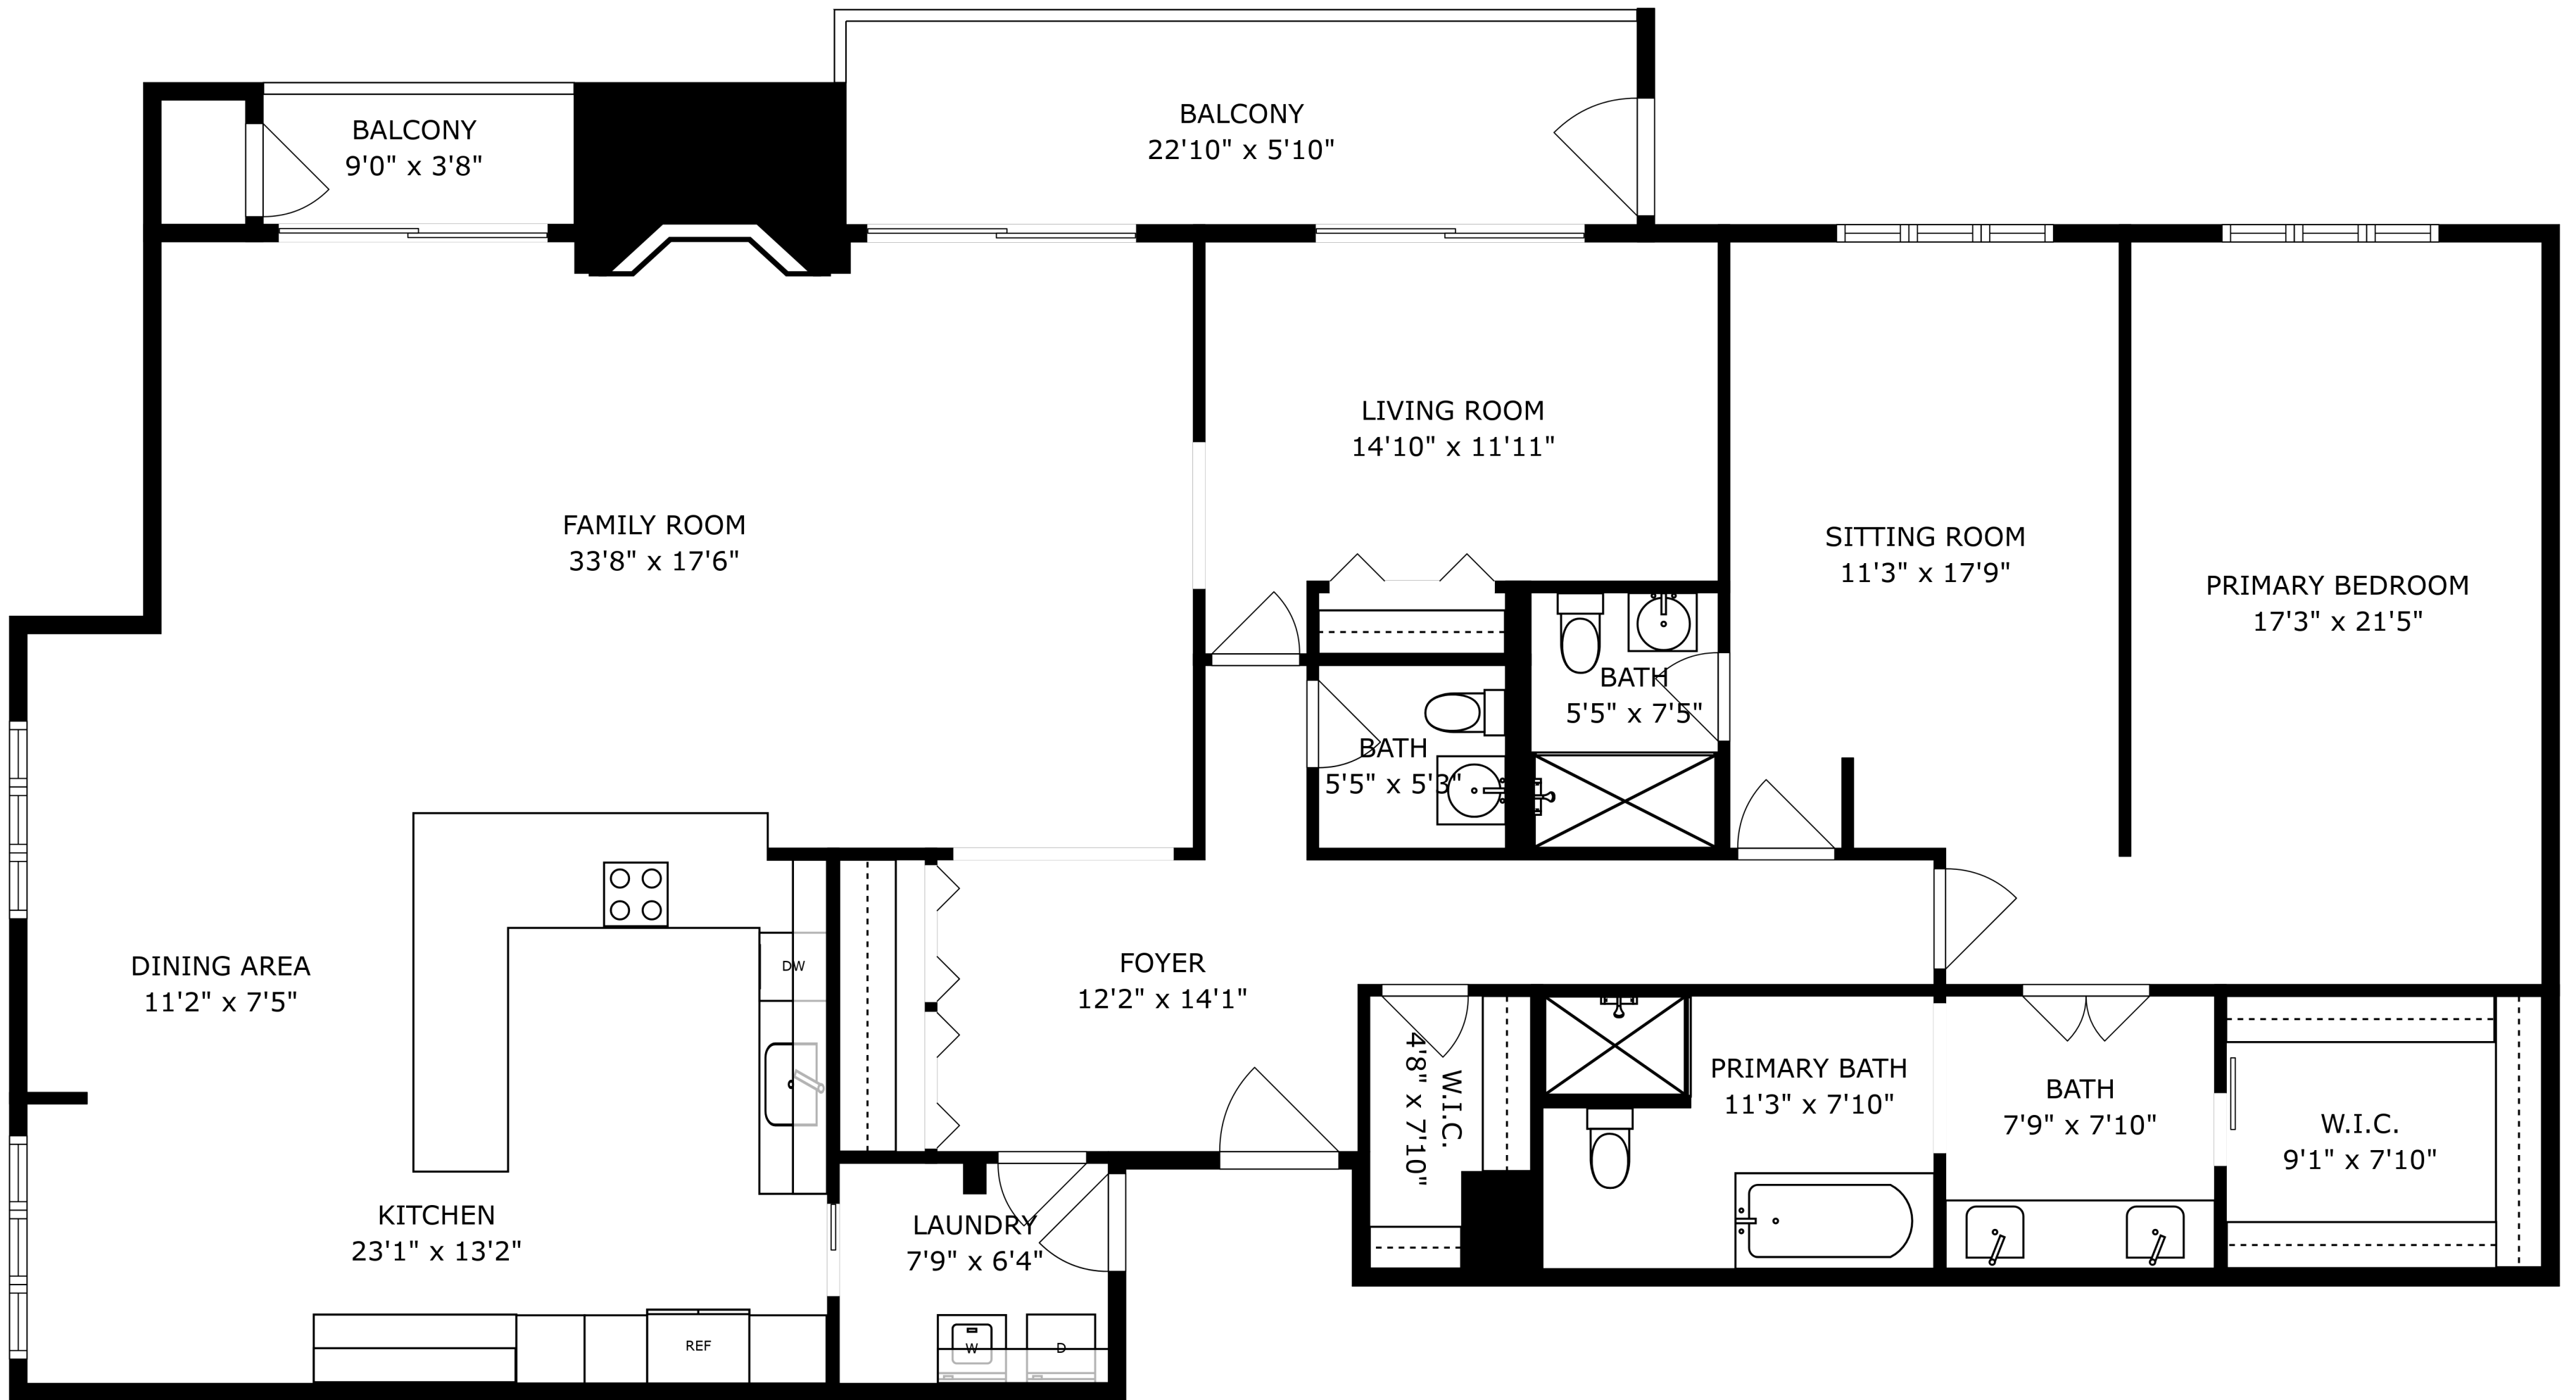 BALCONY
9'0" x 3'8"
BALCONY
22'10" x 5'10"
LIVING ROOM
14'10" x 11'11"
FAMILY ROOM
33'8" x 17'6"
SITTING ROOM
11'3" x 17'9"
PRIMARY BEDROOM
17'3" x 21'5"
BATH
5'5" x 7'5"
BATH
5'5" x 5'3"
DINING AREA
11'2" x 7'5"
DW
FOYER
12'2" x 14'1"
W.I.C.
4'8" x 7'10"
PRIMARY BATH
11'3" x 7'10"
BATH
7'9" x 7'10"
W.I.C.
9'1" x 7'10"
KITCHEN
23'1" x 13'2"
LAUNDRY
7'9" x 6'4"
REF
W
D